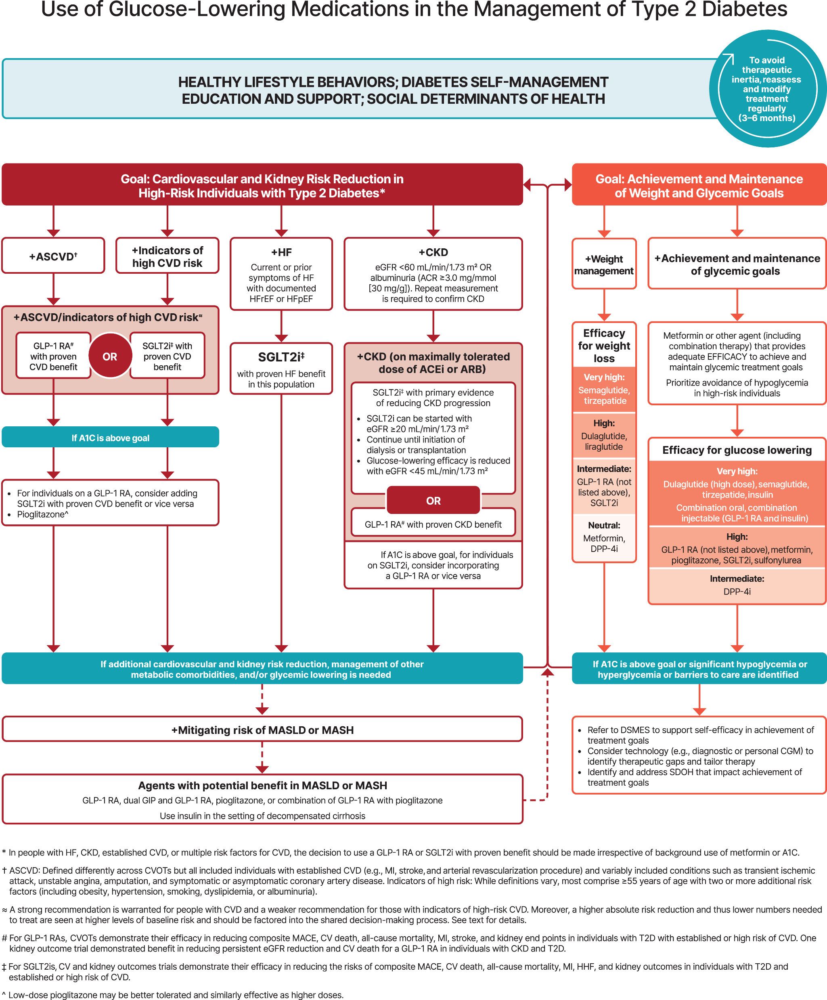 Use of Glucose-Lowering Medications in the Management of Type 2 Diabetes
HEALTHY LIFESTYLE BEHAVIORS; DIABETES SELF-MANAGEMENT
EDUCATION AND SUPPORT; SOCIAL DETERMINANTS OF HEALTH
To avoid
therapeutic
inertia, reassess
and modify
treatment
regularly
(3–6 months)
Goal: Cardiovascular and Kidney Risk Reduction in
High-Risk Individuals with Type 2 Diabetes*
+ASCVD†
+Indicators of
high CVD risk
+ASCVD/indicators of high CVD risk≈
GLP-1 RA#
with proven
CVD benefit
OR
SGLT2i‡ with
proven CVD
benefit
If A1C is above goal
• For individuals on a GLP-1 RA, consider adding
SGLT2i with proven CVD benefit or vice versa
• Pioglitazone^
+HF
Current or prior
symptoms of HF
with documented
HFrEF or HFpEF
SGLT2i‡
with proven HF benefit
in this population
+CKD
eGFR <60 mL/min/1.73 m² OR
albuminuria (ACR ≥3.0 mg/mmol
[30 mg/g]). Repeat measurement
is required to confirm CKD
+CKD (on maximally tolerated
dose of ACEi or ARB)
SGLT2i‡ with primary evidence
of reducing CKD progression
• SGLT2i can be started with
eGFR ≥20 mL/min/1.73 m²
• Continue until initiation of
dialysis or transplantation
• Glucose-lowering efficacy is reduced
with eGFR <45 mL/min/1.73 m²
OR
GLP-1 RA# with proven CKD benefit
If A1C is above goal, for individuals
on SGLT2i, consider incorporating
a GLP-1 RA or vice versa
If additional cardiovascular and kidney risk reduction, management of other
metabolic comorbidities, and/or glycemic lowering is needed
+Mitigating risk of MASLD or MASH
Agents with potential benefit in MASLD or MASH
GLP-1 RA, dual GIP and GLP-1 RA, pioglitazone, or combination of GLP-1 RA with pioglitazone
Use insulin in the setting of decompensated cirrhosis
Goal: Achievement and Maintenance
of Weight and Glycemic Goals
+Weight
management
Efficacy
for weight
loss
Very high:
Semaglutide,
tirzepatide
High:
Dulaglutide,
liraglutide
Intermediate:
GLP-1 RA (not
listed above),
SGLT2i
Neutral:
Metformin,
DPP-4i
+Achievement and maintenance
of glycemic goals
Metformin or other agent (including
combination therapy) that provides
adequate EFFICACY to achieve and
maintain glycemic treatment goals
Prioritize avoidance of hypoglycemia
in high-risk individuals
Efficacy for glucose lowering
Very high:
Dulaglutide (high dose), semaglutide,
tirzepatide, insulin
Combination oral, combination
injectable (GLP-1 RA and insulin)
High:
GLP-1 RA (not listed above), metformin,
pioglitazone, SGLT2i, sulfonylurea
Intermediate:
DPP-4i
If A1C is above goal or significant hypoglycemia or
hyperglycemia or barriers to care are identified
• Refer to DSMES to support self-efficacy in achievement of
treatment goals
• Consider technology (e.g., diagnostic or personal CGM) to
identify therapeutic gaps and tailor therapy
• Identify and address SDOH that impact achievement of
treatment goals
* In people with HF, CKD, established CVD, or multiple risk factors for CVD, the decision to use a GLP-1 RA or SGLT2i with proven benefit should be made irrespective of background use of metformin or A1C.
† ASCVD: Defined differently across CVOTs but all included individuals with established CVD (e.g., MI, stroke, and arterial revascularization procedure) and variably included conditions such as transient ischemic
attack, unstable angina, amputation, and symptomatic or asymptomatic coronary artery disease. Indicators of high risk: While definitions vary, most comprise ≥55 years of age with two or more additional risk
factors (including obesity, hypertension, smoking, dyslipidemia, or albuminuria).
≈ A strong recommendation is warranted for people with CVD and a weaker recommendation for those with indicators of high-risk CVD. Moreover, a higher absolute risk reduction and thus lower numbers needed
to treat are seen at higher levels of baseline risk and should be factored into the shared decision-making process. See text for details.
# For GLP-1 RAs, CVOTs demonstrate their efficacy in reducing composite MACE, CV death, all-cause mortality, MI, stroke, and kidney end points in individuals with T2D with established or high risk of CVD. One
kidney outcome trial demonstrated benefit in reducing persistent eGFR reduction and CV death for a GLP-1 RA in individuals with CKD and T2D.
‡ For SGLT2is, CV and kidney outcomes trials demonstrate their efficacy in reducing the risks of composite MACE, CV death, all-cause mortality, MI, HHF, and kidney outcomes in individuals with T2D and
established or high risk of CVD.
^ Low-dose pioglitazone may be better tolerated and similarly effective as higher doses.